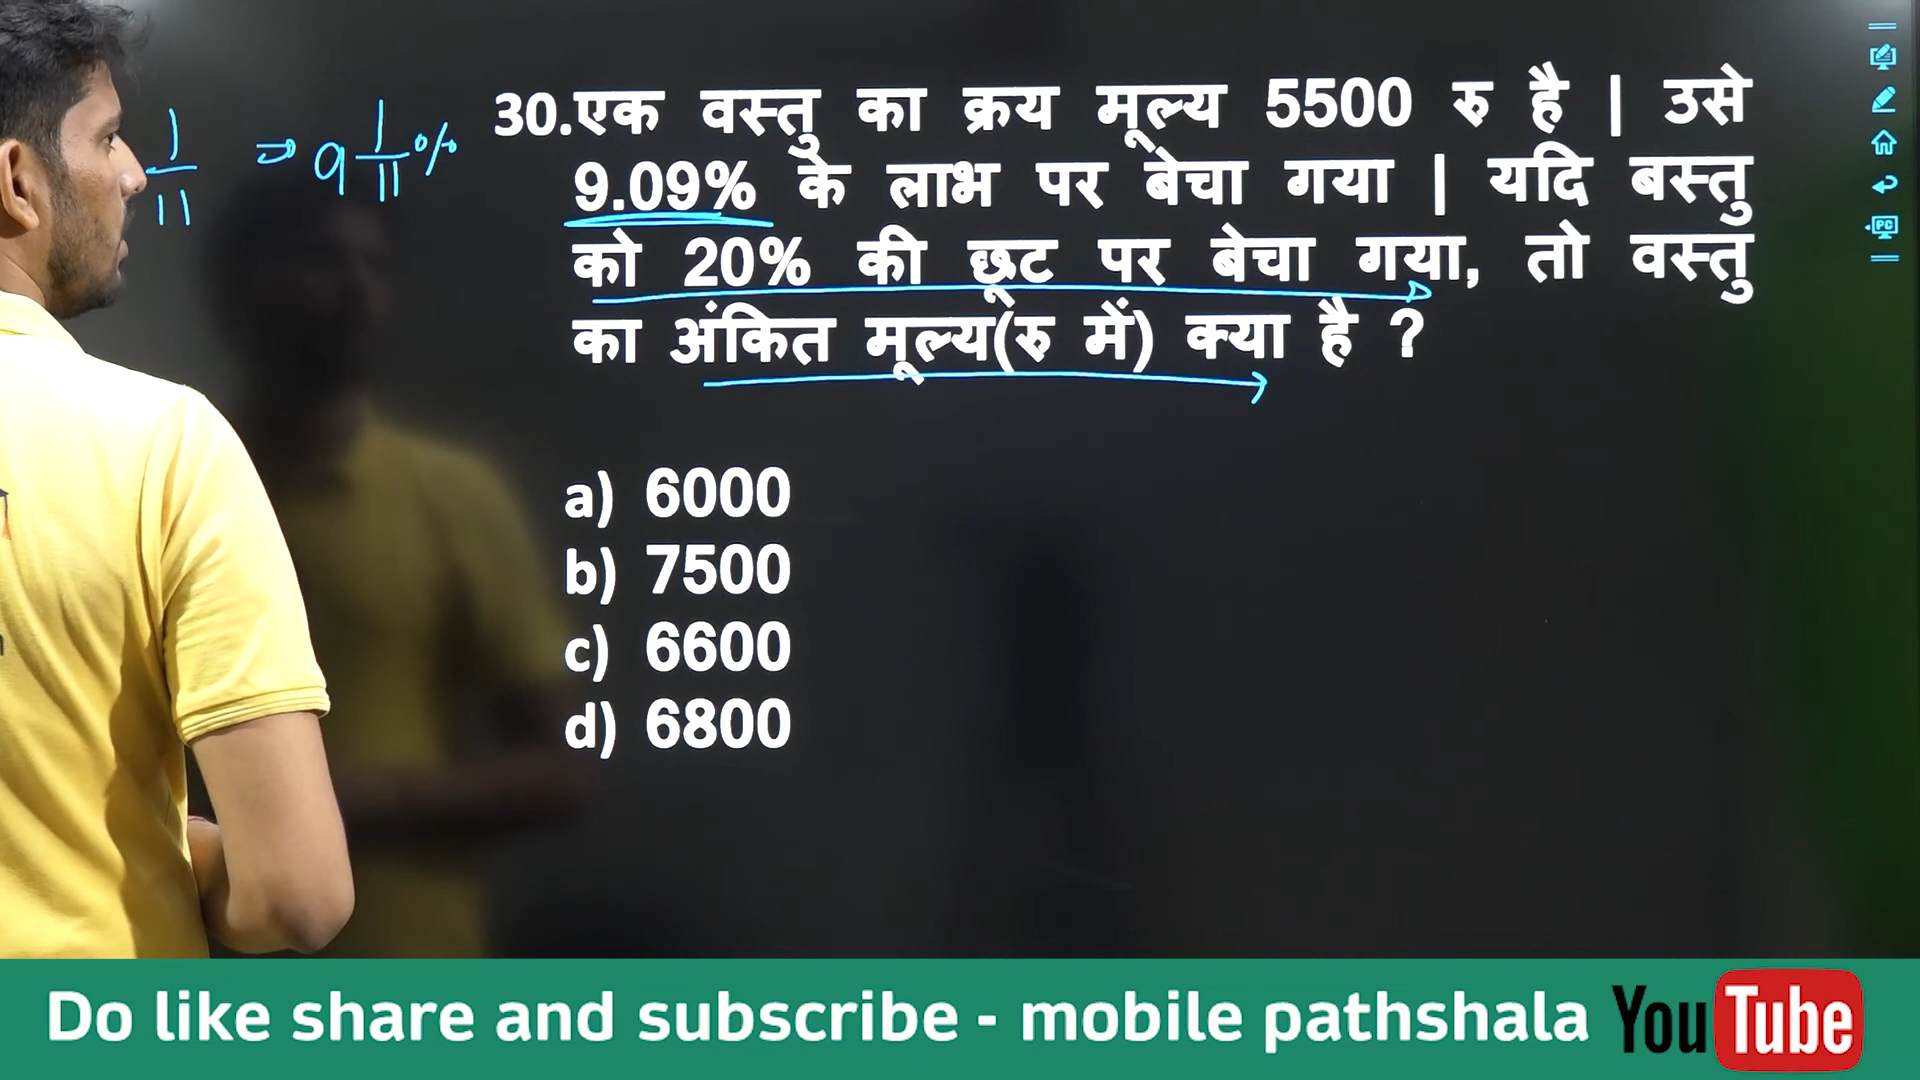 1/11 ⇒ 9 1/11 %
30.एक वस्तु का क्रय मूल्य 5500 रु है | उसे
9.09% के लाभ पर बेचा गया | यदि बस्तु
को 20% की छूट पर बेचा गया, तो वस्तु
का अंकित मूल्य(रु में) क्या है ?
a) 6000
b) 7500
c) 6600
d) 6800
Do like share and subscribe - mobile pathshala YouTube